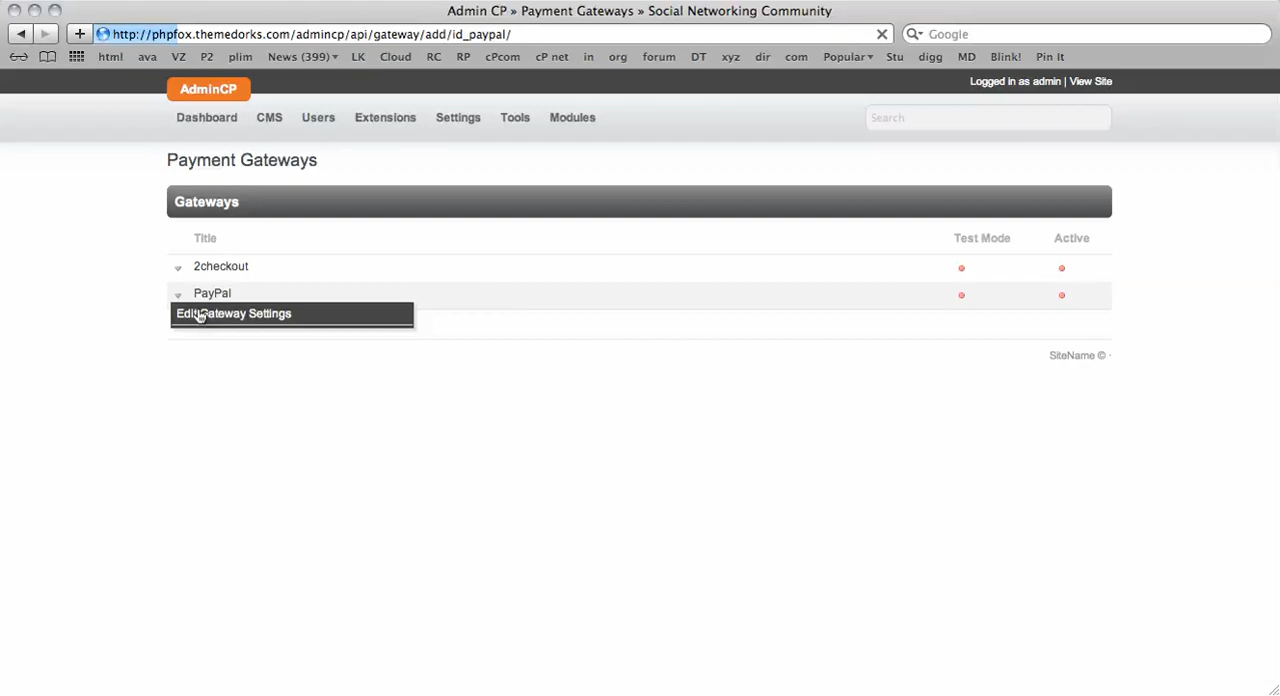 Admin CP » Payment Gateways » Social Networking Community
http://phpfox.themedorks.com/admincp/api/gateway/add/id_paypal/
Google
html ava VZ P2 plim News (399) LK Cloud RC RP cPcom cP net in org forum DT xyz dir com Popular Stu digg MD Blink! Pin It
AdminCP
Logged in as admin | View Site
Dashboard CMS Users Extensions Settings Tools Modules
Search
Payment Gateways
Gateways
Title Test Mode Active
2checkout
PayPal
Edit Gateway Settings
SiteName © ·